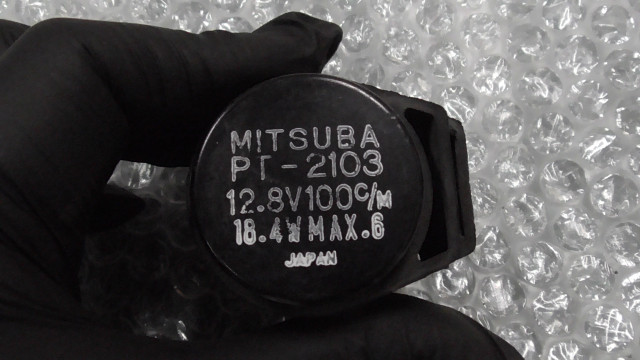 MITSUBA
PT-2103
12.8V100c/M
18.4WMAX.6
JAPAN